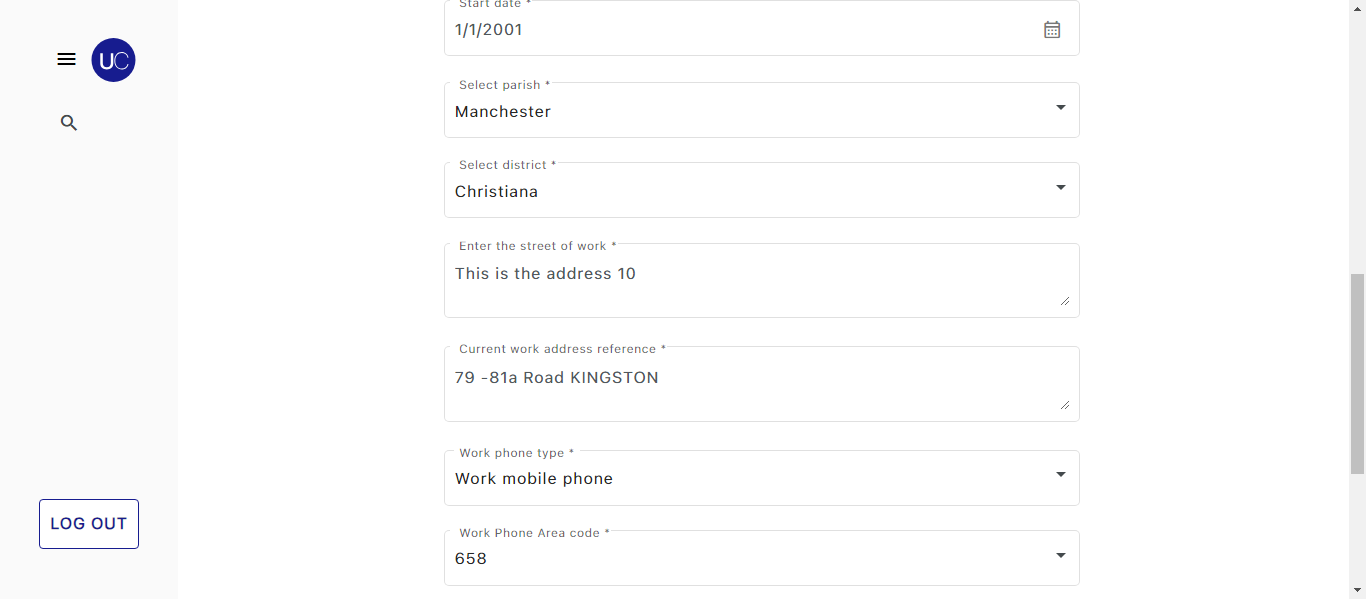 Start date *
1/1/2001
UC
Select parish *
Manchester
Select district *
Christiana
Enter the street of work *
This is the address 10
Current work address reference *
79 -81a Road KINGSTON
Work phone type *
Work mobile phone
LOG OUT
Work Phone Area code *
658